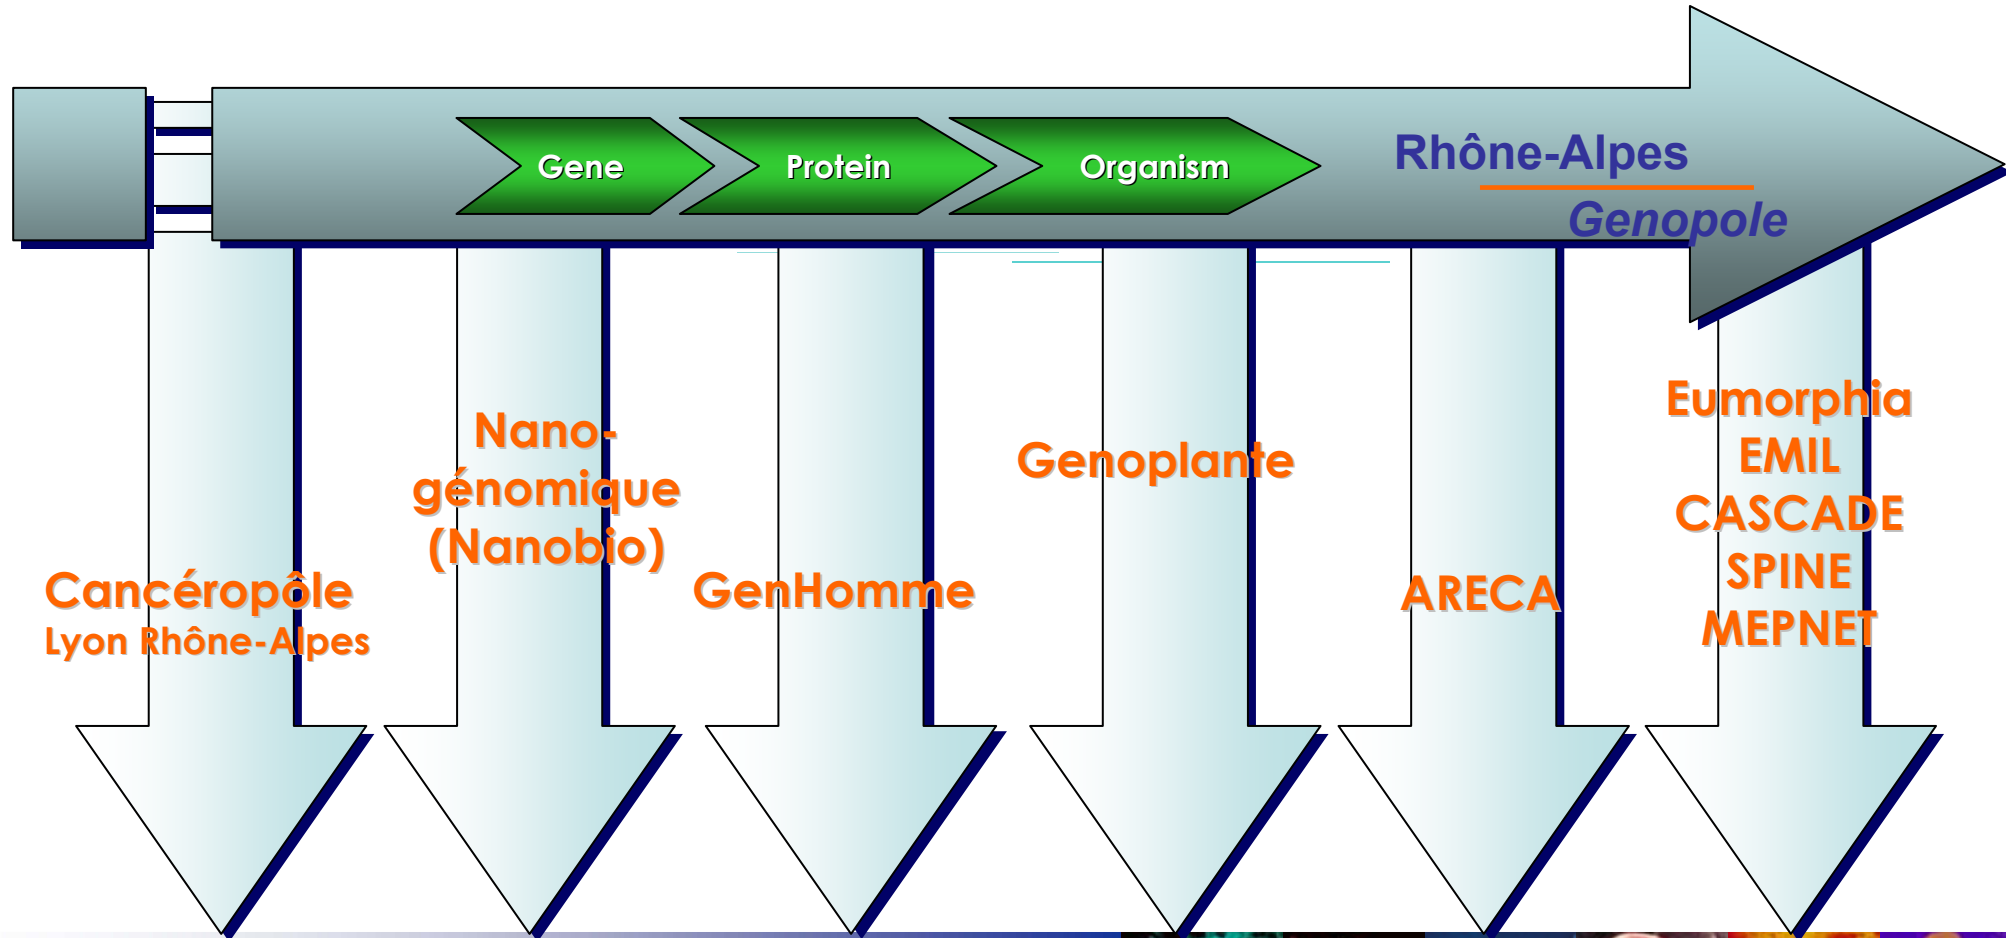 Gene
Protein
Organism
Rhône-Alpes
Genopole
Cancéropôle
Lyon Rhône-Alpes
Nano-
génomique
(Nanobio)
GenHomme
Genoplante
ARECA
Eumorphia
EMIL
CASCADE
SPINE
MEPNET